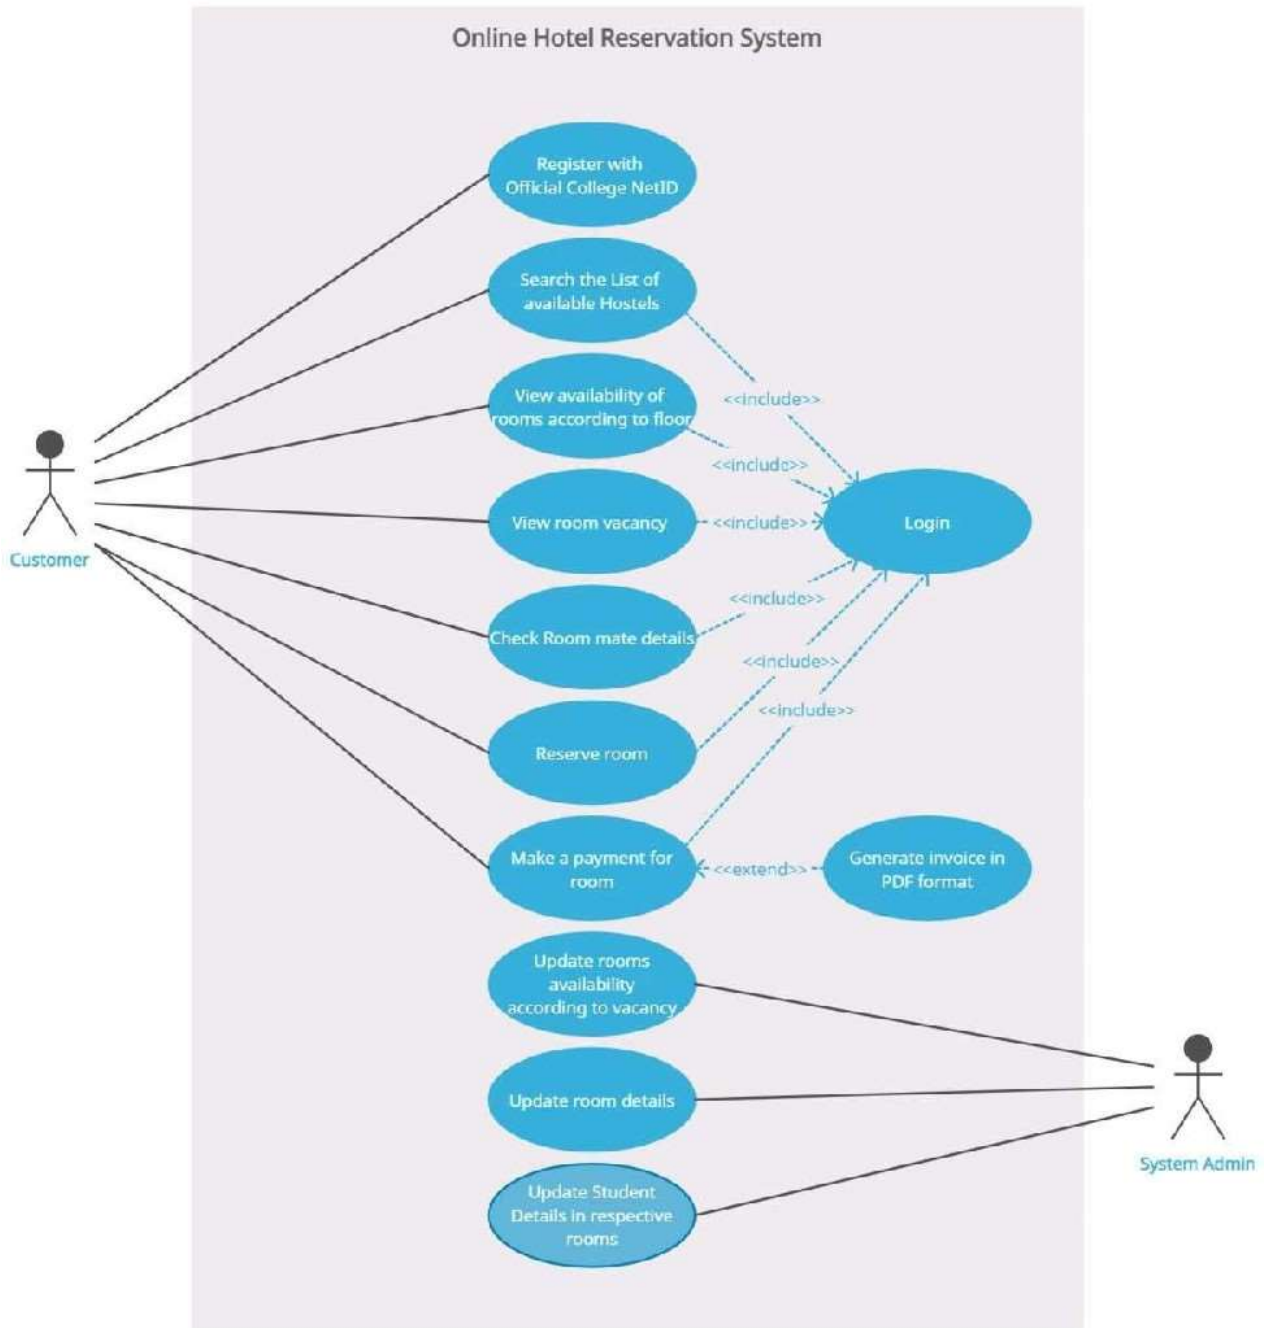 Online Hotel Reservation System
Register with
Official College NetID
Search the List of
available Hostels
<<include>>
View availability of
rooms according to floor
<<include>>
View room vacancy
<<include>>
Login
Customer
Check Room mate details
<<include>>
<<include>>
<<include>>
Reserve room
Make a payment for
room
<<extend>>
Generate invoice in
PDF format
Update rooms
availability
according to vacancy
Update room details
System Admin
Update Student
Details in respective
rooms